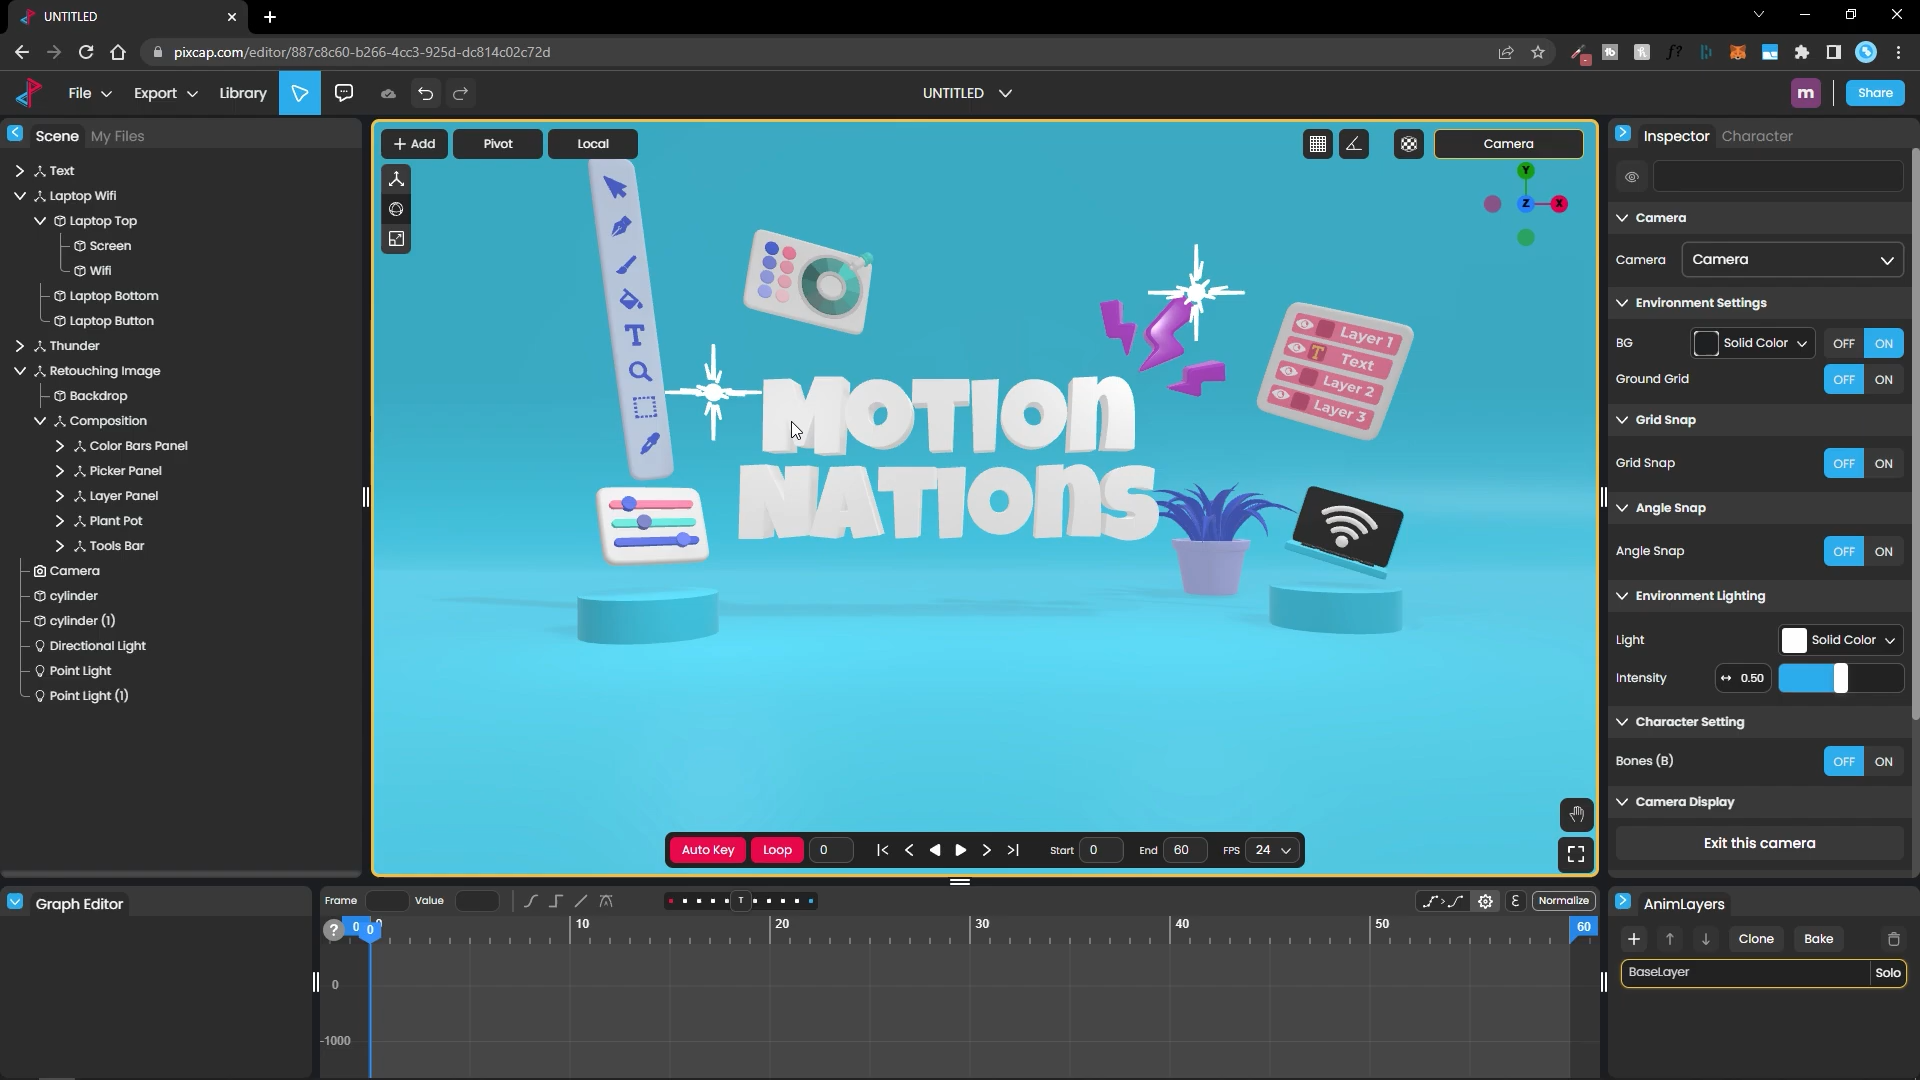 UNTITLED
pixcap.com/editor/887c8c60-b266-4cc3-925d-dc814c02c72d
File
Export
Library
UNTITLED
m
Share
Scene
My Files
Text
Laptop Wifi
Laptop Top
Screen
Wifi
Laptop Bottom
Laptop Button
Thunder
Retouching Image
Backdrop
Composition
Color Bars Panel
Picker Panel
Layer Panel
Plant Pot
Tools Bar
Camera
cylinder
cylinder (1)
Directional Light
Point Light
Point Light (1)
+ Add
Pivot
Local
Camera
Y
Z
X
T
Layer 1
T Text
Layer 2
Layer 3
MOTION
NATIONS
Auto Key
Loop
0
Start 0
End 60
FPS 24
Inspector
Character
Camera
Camera
Camera
Environment Settings
BG
Solid Color
OFF ON
Ground Grid
OFF ON
Grid Snap
Grid Snap
OFF ON
Angle Snap
Angle Snap
OFF ON
Environment Lighting
Light
Solid Color
Intensity
0.50
Character Setting
Bones (B)
OFF ON
Camera Display
Exit this camera
Graph Editor
Frame
Value
T
Normalize
?
0
0
10
20
30
40
50
60
0
-1000
AnimLayers
Clone
Bake
BaseLayer
Solo